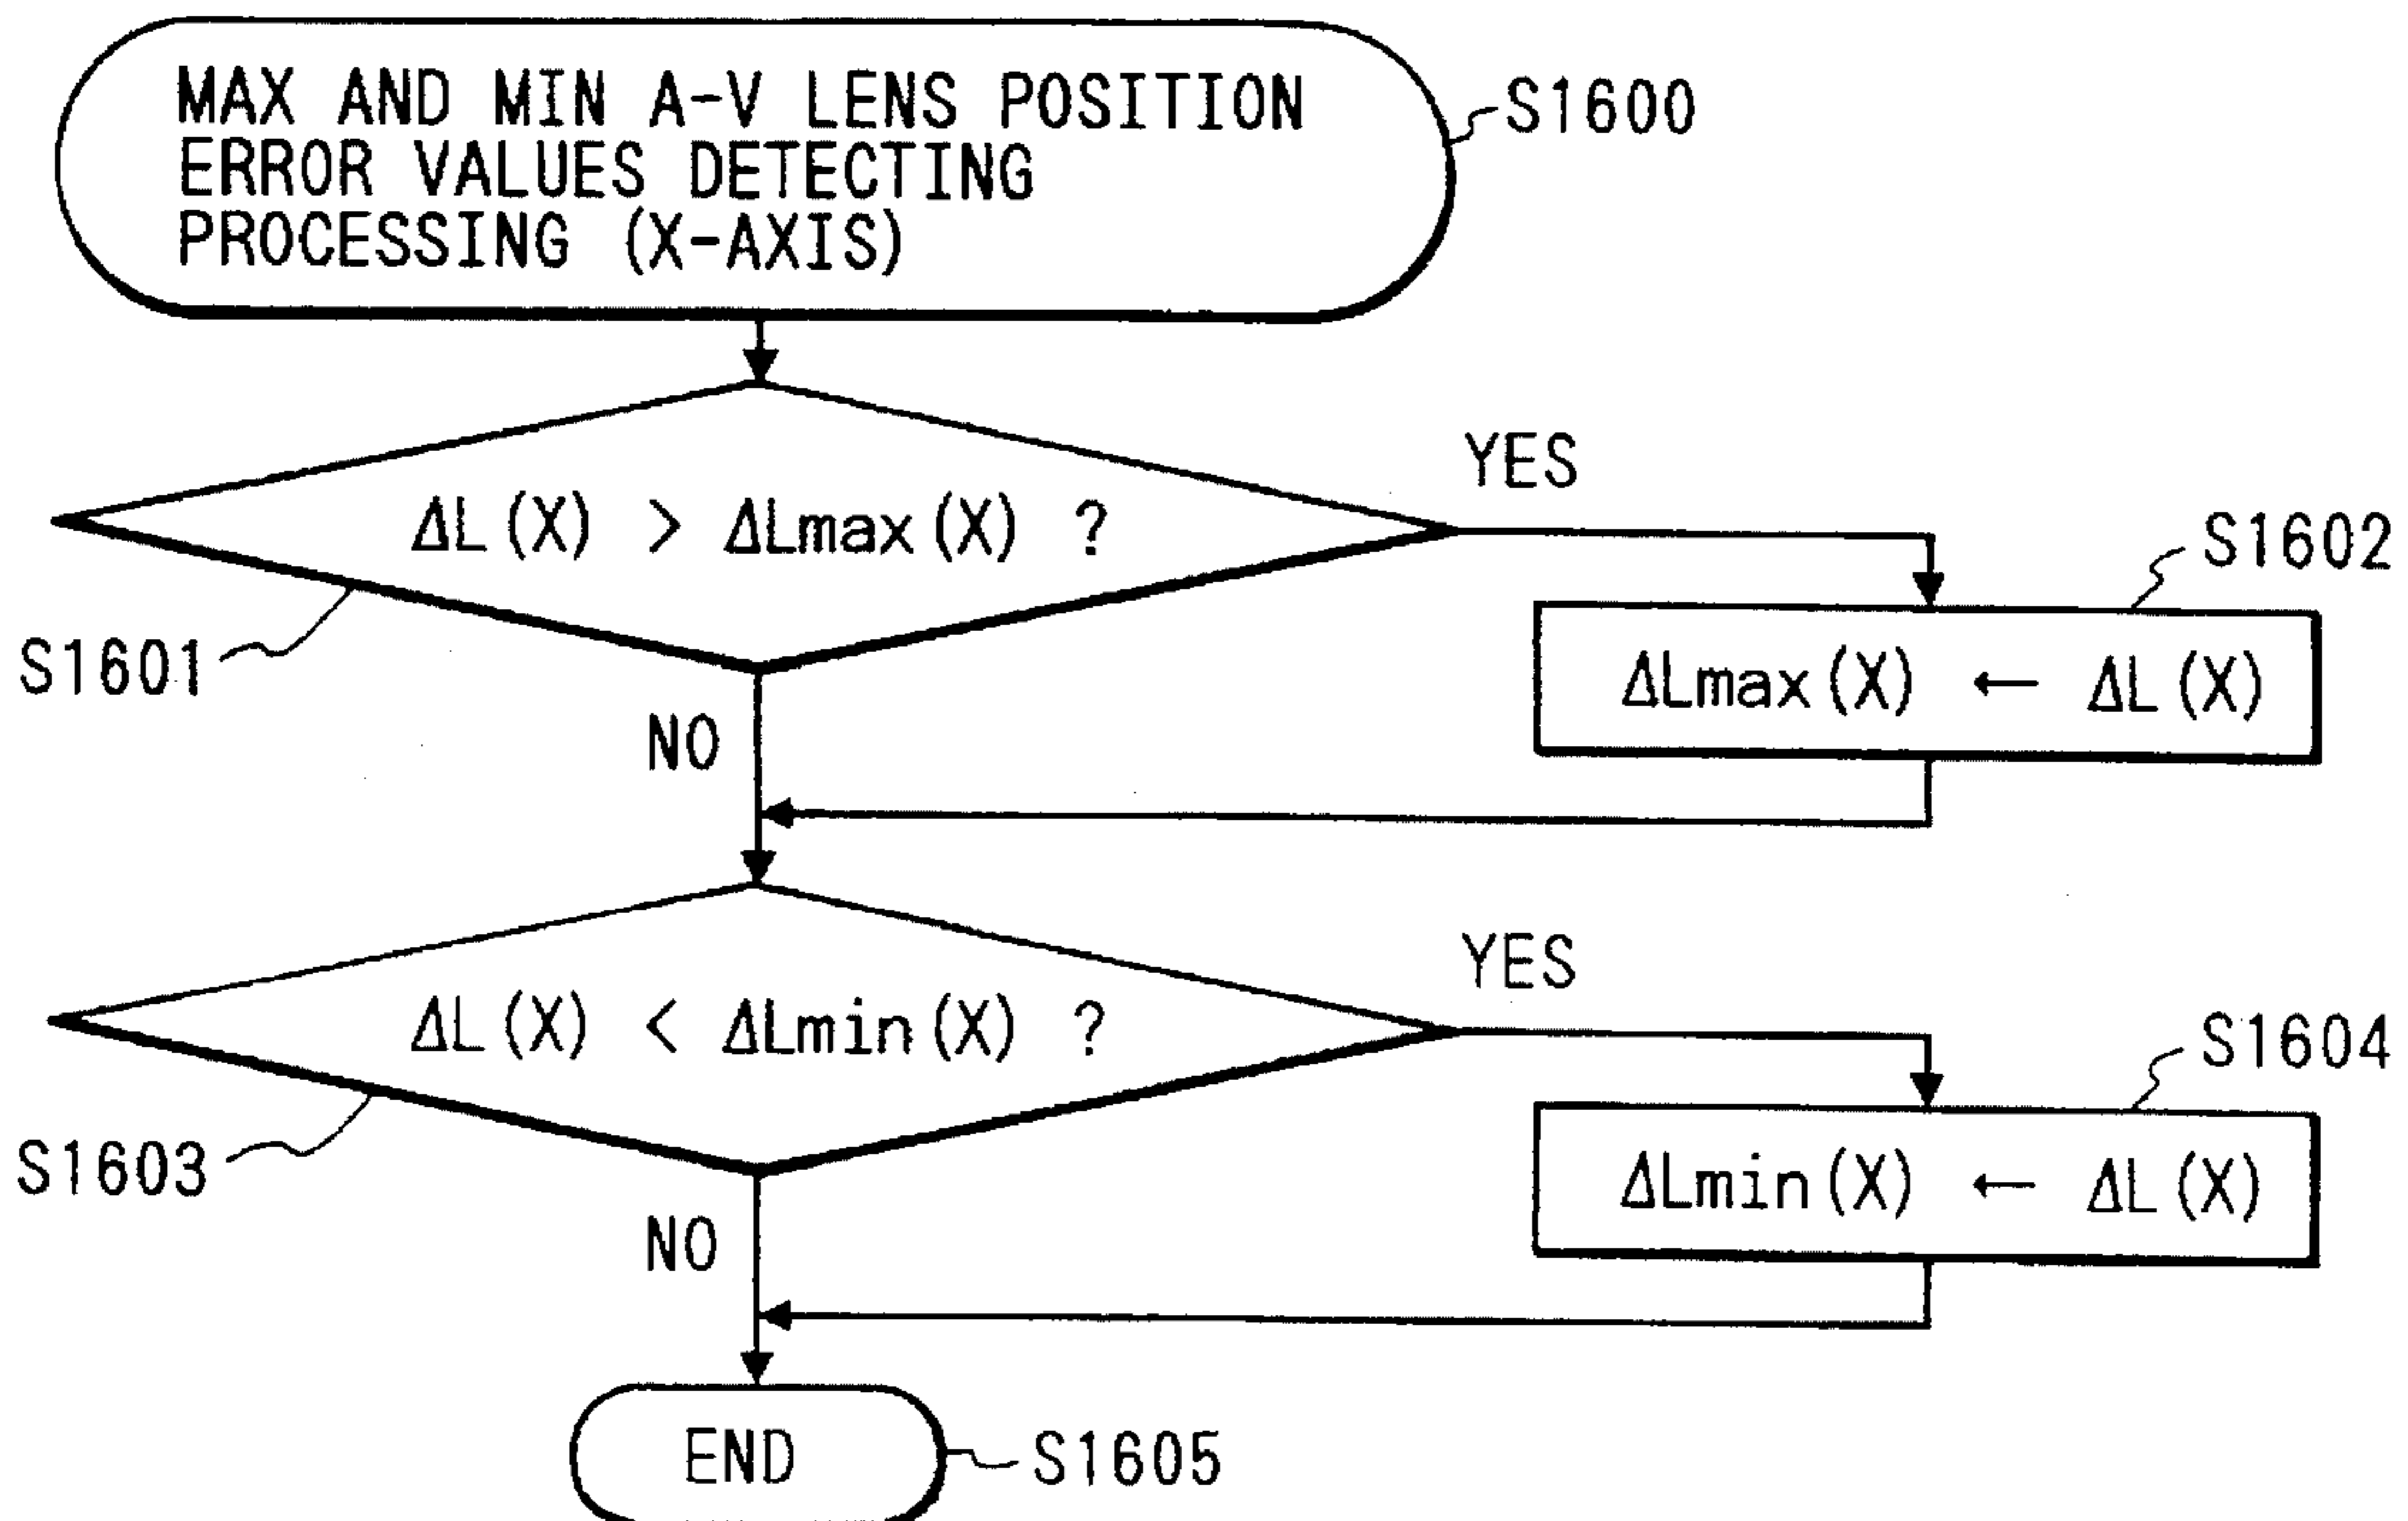 MAX AND MIN A-V LENS POSITION
ERROR VALUES DETECTING
PROCESSING (X-AXIS)
S1600
ΔL(X) > ΔLmax(X) ?
YES
S1601
S1602
ΔLmax(X) ← ΔL(X)
NO
ΔL(X) < ΔLmin(X) ?
YES
S1603
S1604
ΔLmin(X) ← ΔL(X)
NO
END
S1605